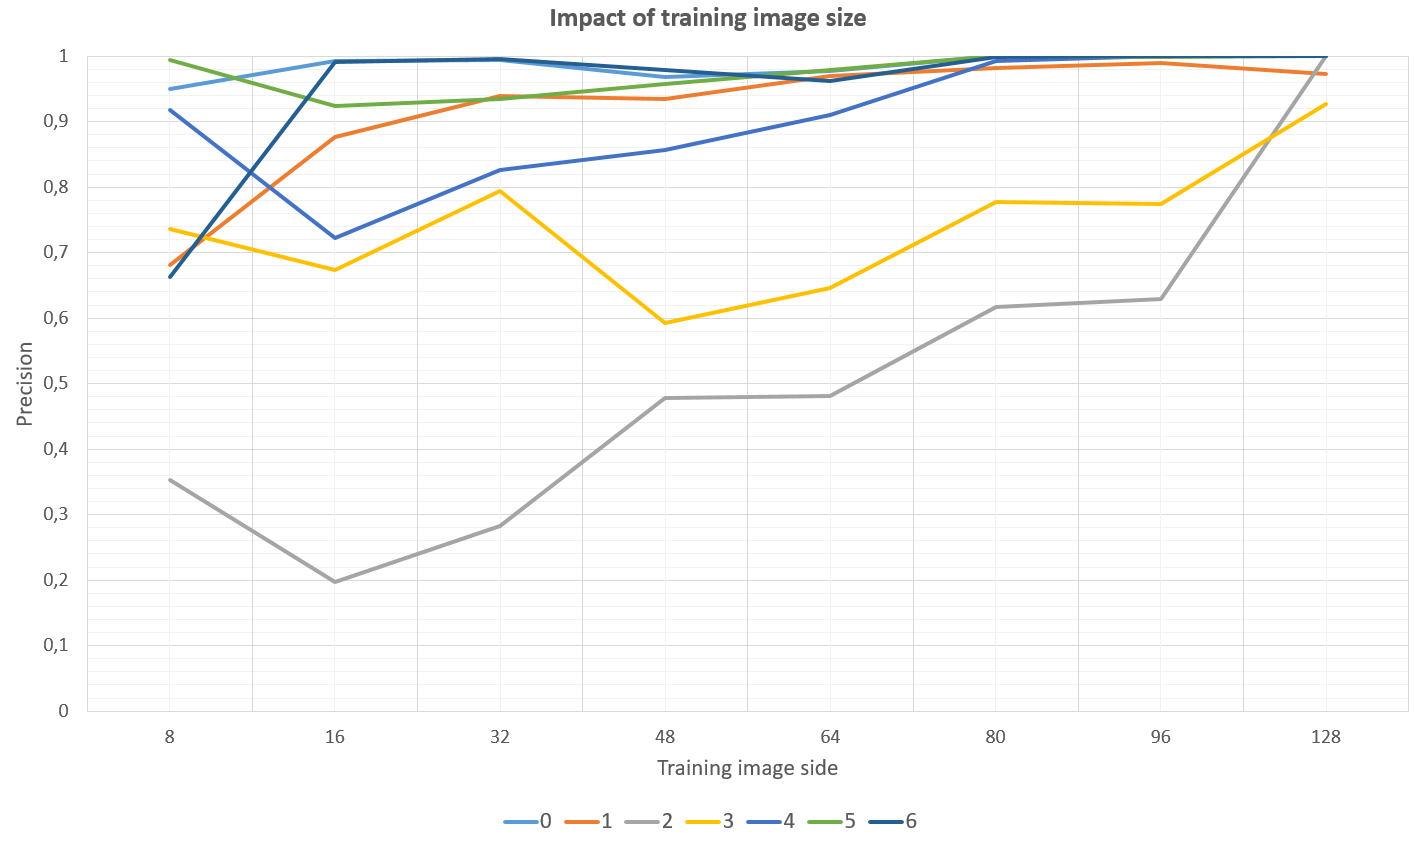 Impact of training image size
1
0,9
0,8
0,7
0,6
0,5
0,4
0,3
0,2
0,1
0
Precision
8 16 32 48 64 80 96 128
Training image side
0 1 2 3 4 5 6